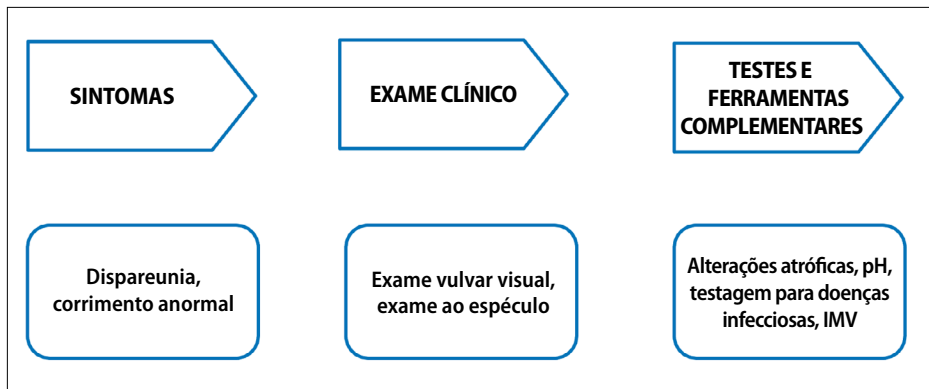 SINTOMAS
EXAME CLÍNICO
TESTES E
FERRAMENTAS
COMPLEMENTARES
Dispareunia,
corrimento anormal
Exame vulvar visual,
exame ao espéculo
Alterações atróficas, pH,
testagem para doenças
infecciosas, IMV